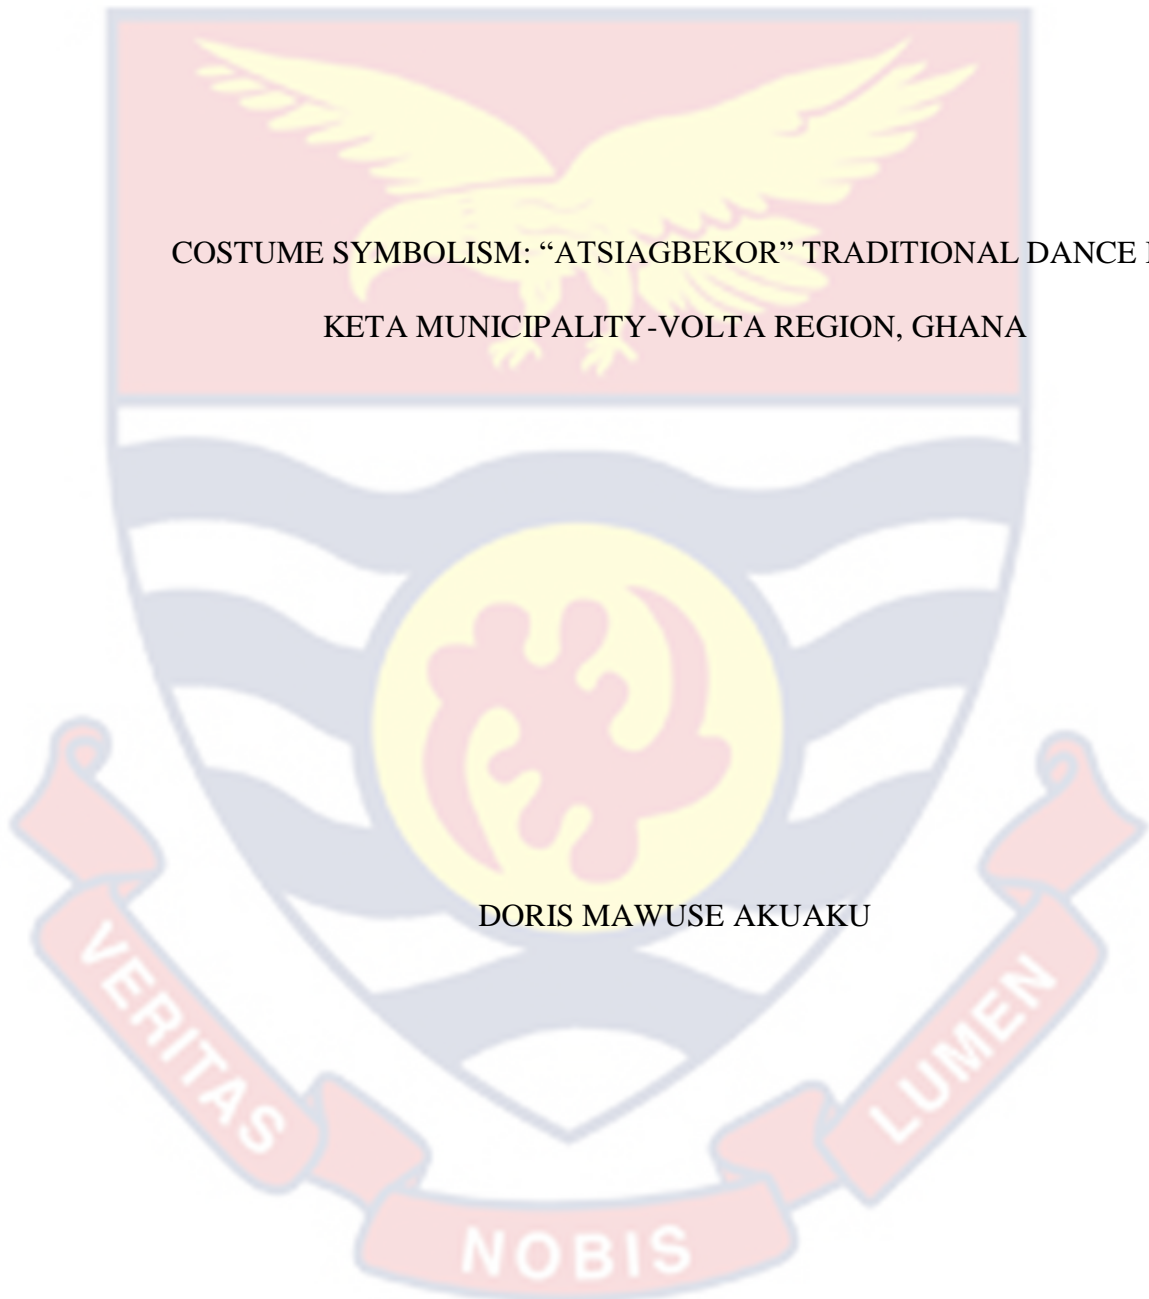 COSTUME SYMBOLISM: “ATSIAGBEKOR” TRADITIONAL DANCE
KETA MUNICIPALITY-VOLTA REGION, GHANA
DORIS MAWUSE AKUAKU
VERITAS
NOBIS
LUMEN